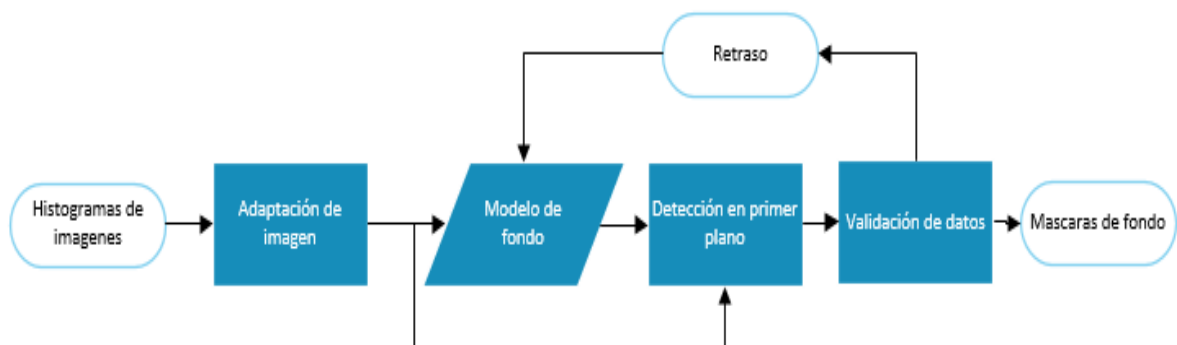 Retraso
Histogramas de
imagenes
Adaptación de
imagen
Modelo de
fondo
Detección en primer
plano
Validación de datos
Mascaras de fondo